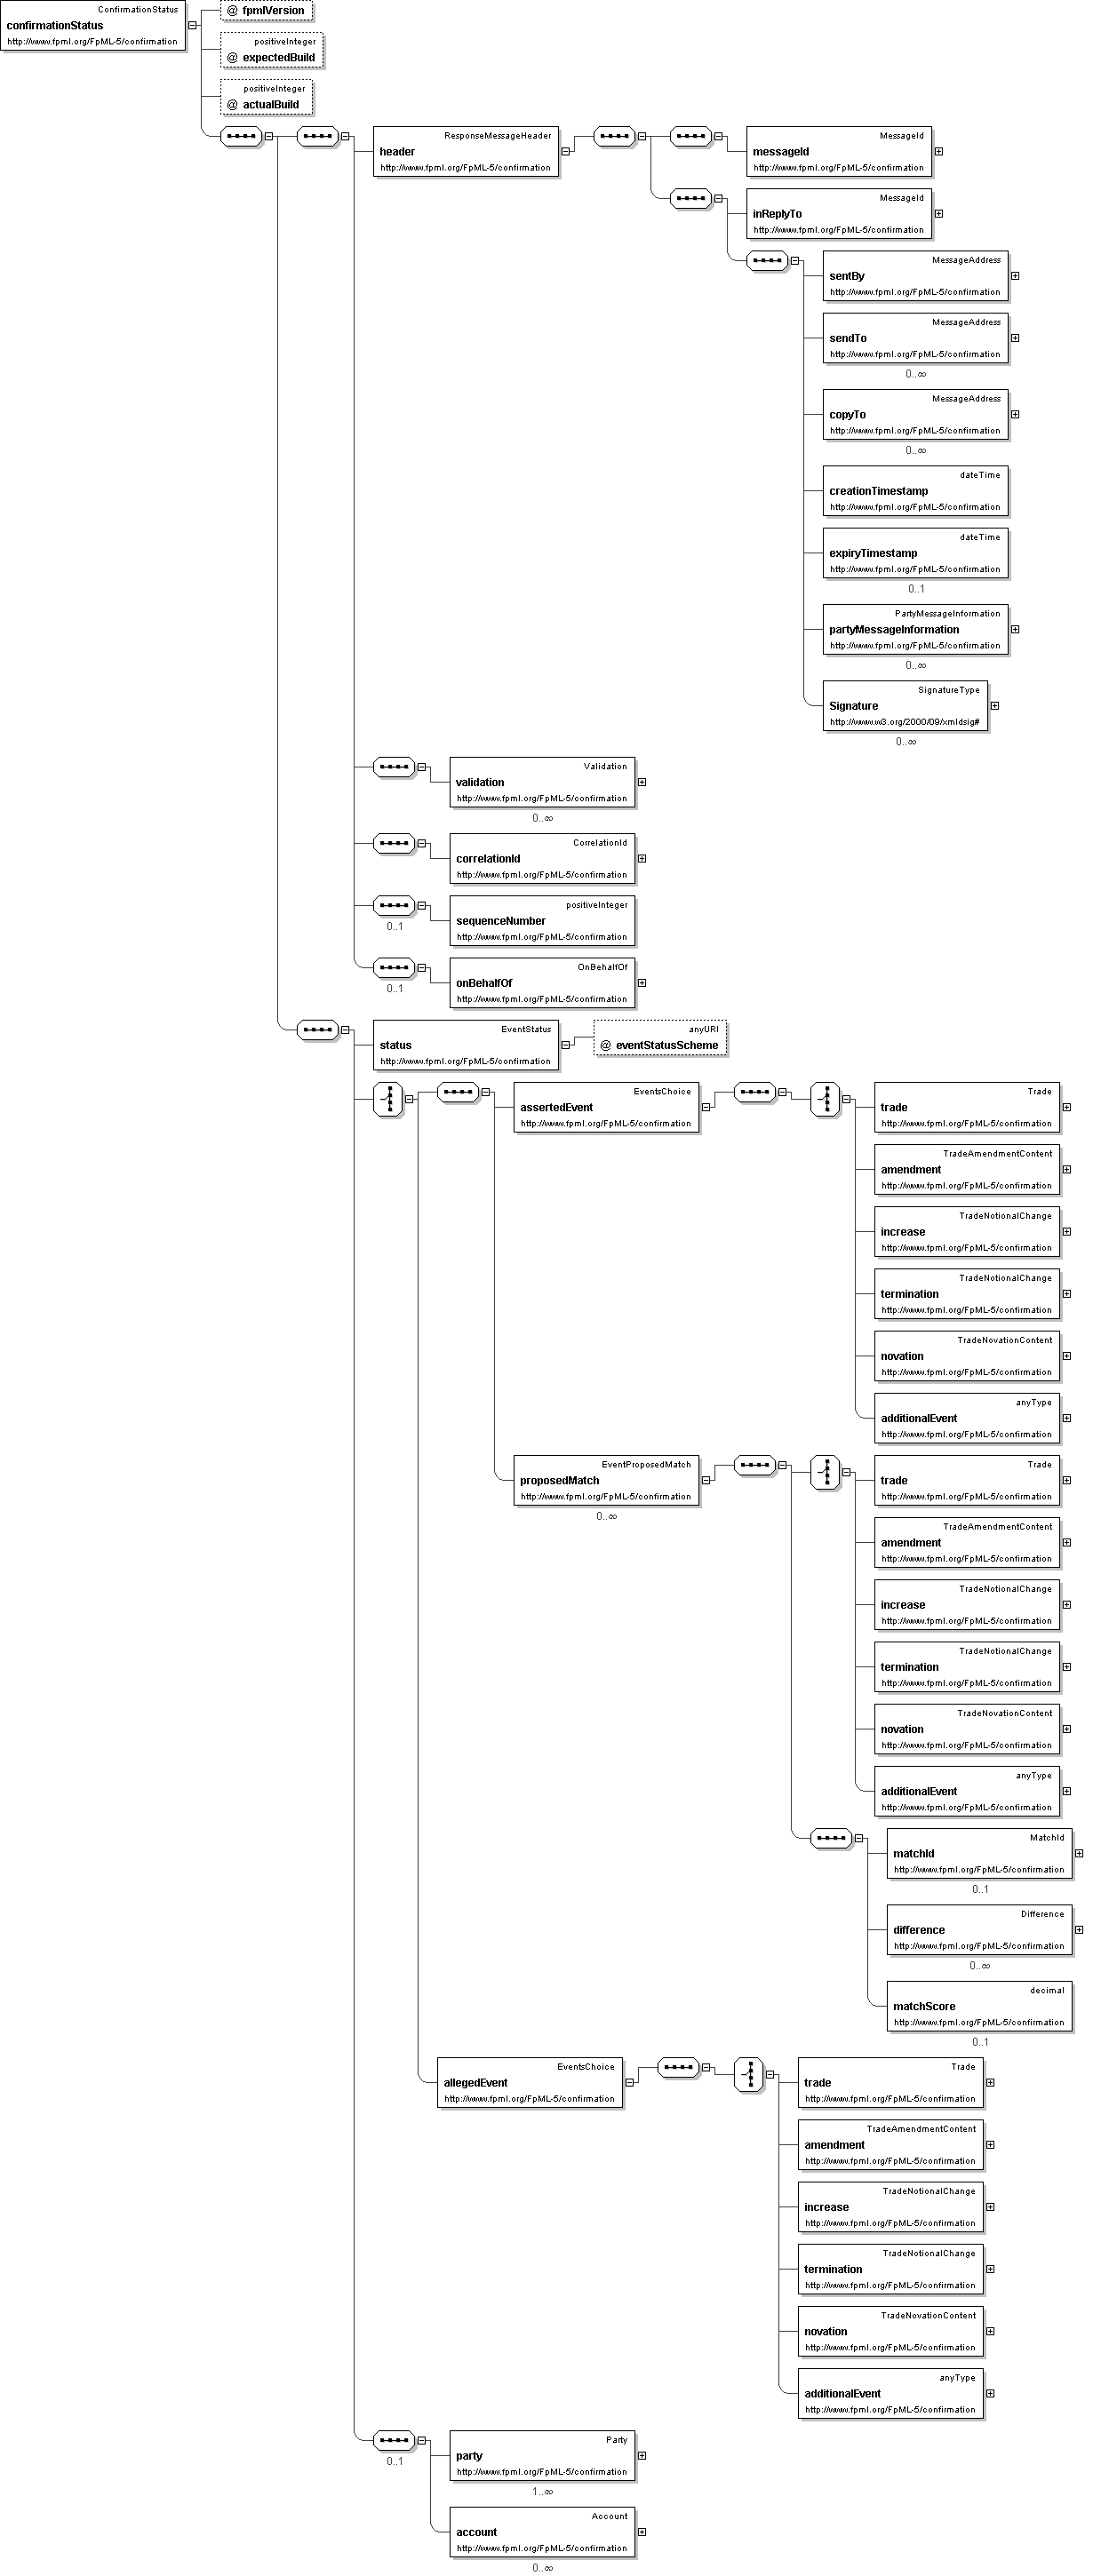 ConfirmationStatus
confirmationStatus
http://www.fpml.org/FpML-5/confirmation
@ fpmlVersion
positiveInteger
@ expectedBuild
positiveInteger
@ actualBuild
ResponseMessageHeader
header
http://www.fpml.org/FpML-5/confirmation
MessageId
messageId
http://www.fpml.org/FpML-5/confirmation
MessageId
inReplyTo
http://www.fpml.org/FpML-5/confirmation
MessageAddress
sentBy
http://www.fpml.org/FpML-5/confirmation
MessageAddress
sendTo
http://www.fpml.org/FpML-5/confirmation
0..∞
MessageAddress
copyTo
http://www.fpml.org/FpML-5/confirmation
0..∞
dateTime
creationTimestamp
http://www.fpml.org/FpML-5/confirmation
dateTime
expiryTimestamp
http://www.fpml.org/FpML-5/confirmation
0..1
PartyMessageInformation
partyMessageInformation
http://www.fpml.org/FpML-5/confirmation
0..∞
SignatureType
Signature
http://www.w3.org/2000/09/xmldsig#
0..∞
Validation
validation
http://www.fpml.org/FpML-5/confirmation
0..∞
CorrelationId
correlationId
http://www.fpml.org/FpML-5/confirmation
0..1
positiveInteger
sequenceNumber
http://www.fpml.org/FpML-5/confirmation
0..1
OnBehalfOf
onBehalfOf
http://www.fpml.org/FpML-5/confirmation
EventStatus
status
http://www.fpml.org/FpML-5/confirmation
anyURI
@ eventStatusScheme
EventsChoice
assertedEvent
http://www.fpml.org/FpML-5/confirmation
Trade
trade
http://www.fpml.org/FpML-5/confirmation
TradeAmendmentContent
amendment
http://www.fpml.org/FpML-5/confirmation
TradeNotionalChange
increase
http://www.fpml.org/FpML-5/confirmation
TradeNotionalChange
termination
http://www.fpml.org/FpML-5/confirmation
TradeNovationContent
novation
http://www.fpml.org/FpML-5/confirmation
anyType
additionalEvent
http://www.fpml.org/FpML-5/confirmation
EventProposedMatch
proposedMatch
http://www.fpml.org/FpML-5/confirmation
0..∞
Trade
trade
http://www.fpml.org/FpML-5/confirmation
TradeAmendmentContent
amendment
http://www.fpml.org/FpML-5/confirmation
TradeNotionalChange
increase
http://www.fpml.org/FpML-5/confirmation
TradeNotionalChange
termination
http://www.fpml.org/FpML-5/confirmation
TradeNovationContent
novation
http://www.fpml.org/FpML-5/confirmation
anyType
additionalEvent
http://www.fpml.org/FpML-5/confirmation
MatchId
matchId
http://www.fpml.org/FpML-5/confirmation
0..1
Difference
difference
http://www.fpml.org/FpML-5/confirmation
0..∞
decimal
matchScore
http://www.fpml.org/FpML-5/confirmation
0..1
EventsChoice
allegedEvent
http://www.fpml.org/FpML-5/confirmation
Trade
trade
http://www.fpml.org/FpML-5/confirmation
TradeAmendmentContent
amendment
http://www.fpml.org/FpML-5/confirmation
TradeNotionalChange
increase
http://www.fpml.org/FpML-5/confirmation
TradeNotionalChange
termination
http://www.fpml.org/FpML-5/confirmation
TradeNovationContent
novation
http://www.fpml.org/FpML-5/confirmation
anyType
additionalEvent
http://www.fpml.org/FpML-5/confirmation
0..1
Party
party
http://www.fpml.org/FpML-5/confirmation
1..∞
Account
account
http://www.fpml.org/FpML-5/confirmation
0..∞